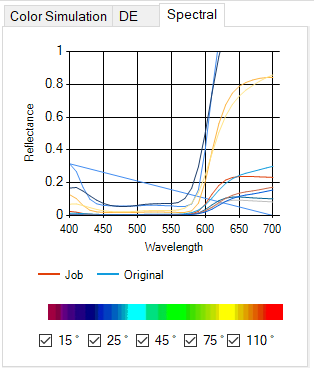 Color Simulation DE Spectral
1
0.8
0.6
0.4
0.2
0
Reflectance
400 450 500 550 600 650 700
Wavelength
Job Original
15 ° 25 ° 45 ° 75 ° 110 °